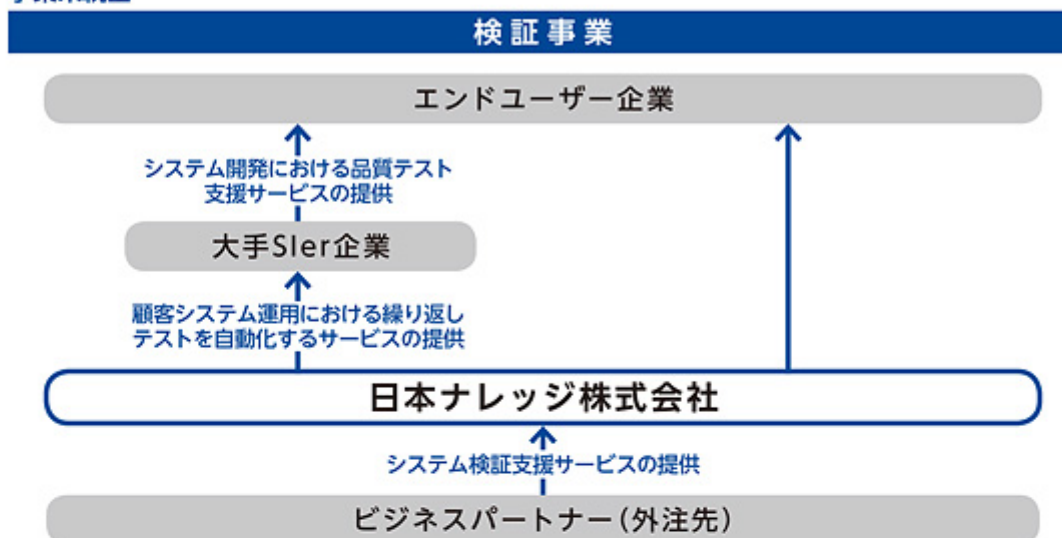 検証事業
エンドユーザー企業
システム開発における品質テスト
支援サービスの提供
大手SIer企業
顧客システム運用における繰り返し
テストを自動化するサービスの提供
日本ナレッジ株式会社
システム検証支援サービスの提供
ビジネスパートナー(外注先)